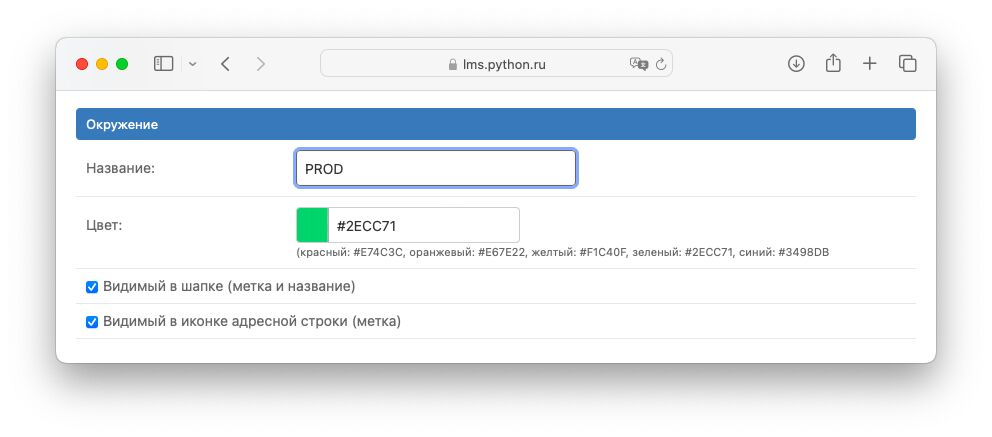 lms.python.ru
Окружение
Название:
PROD
Цвет:
#2ECC71
(красный: #E74C3C, оранжевый: #E67E22, желтый: #F1C40F, зеленый: #2ECC71, синий: #3498DB
Видимый в шапке (метка и название)
Видимый в иконке адресной строки (метка)